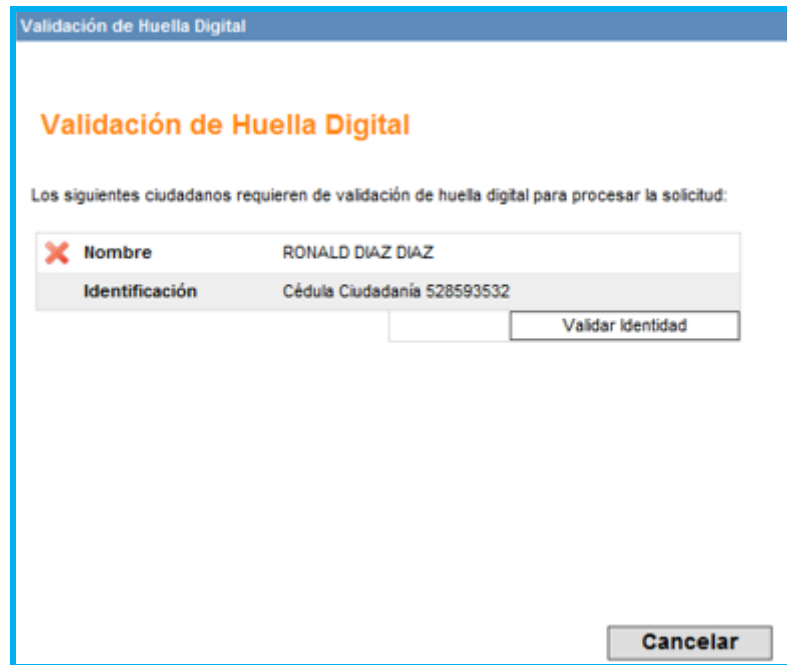 Validación de Huella Digital
Validación de Huella Digital
Los siguientes ciudadanos requieren de validación de huella digital para procesar la solicitud:
Nombre RONALD DIAZ DIAZ
Identificación Cédula Ciudadanía 528593532
Validar Identidad
Cancelar